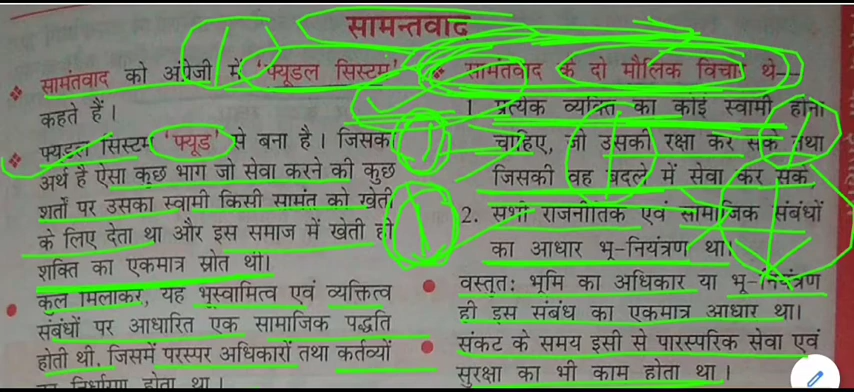 सामन्तवाद
सामंतवाद को अंग्रेजी में 'फ्यूडल सिस्टम'
कहते हैं।
फ्यूडल सिस्टम 'फ्यूड' से बना है। जिसका
अर्थ है ऐसा कुछ भाग जो सेवा करने की कुछ
शर्तों पर उसका स्वामी किसी सामंत को खेती
के लिए देता था और इस समाज में खेती ही
शक्ति का एकमात्र स्रोत थी।
कुल मिलाकर, यह भूस्वामित्व एवं व्यक्तित्व
संबंधों पर आधारित एक सामाजिक पद्धति
होती थी, जिसमें परस्पर अधिकारों तथा कर्तव्यों
का निर्धारण होता था।
सामंतवाद के दो मौलिक विचार थे—
1. प्रत्येक व्यक्ति का कोई स्वामी होना
चाहिए, जो उसकी रक्षा कर सके तथा
जिसकी वह बदले में सेवा कर सके
2. सभी राजनीतिक एवं सामाजिक संबंधों
का आधार भू-नियंत्रण था।
वस्तुतः भूमि का अधिकार या भू-नियंत्रण
ही इस संबंध का एकमात्र आधार था।
संकट के समय इसी से पारस्परिक सेवा एवं
सुरक्षा का भी काम होता था।